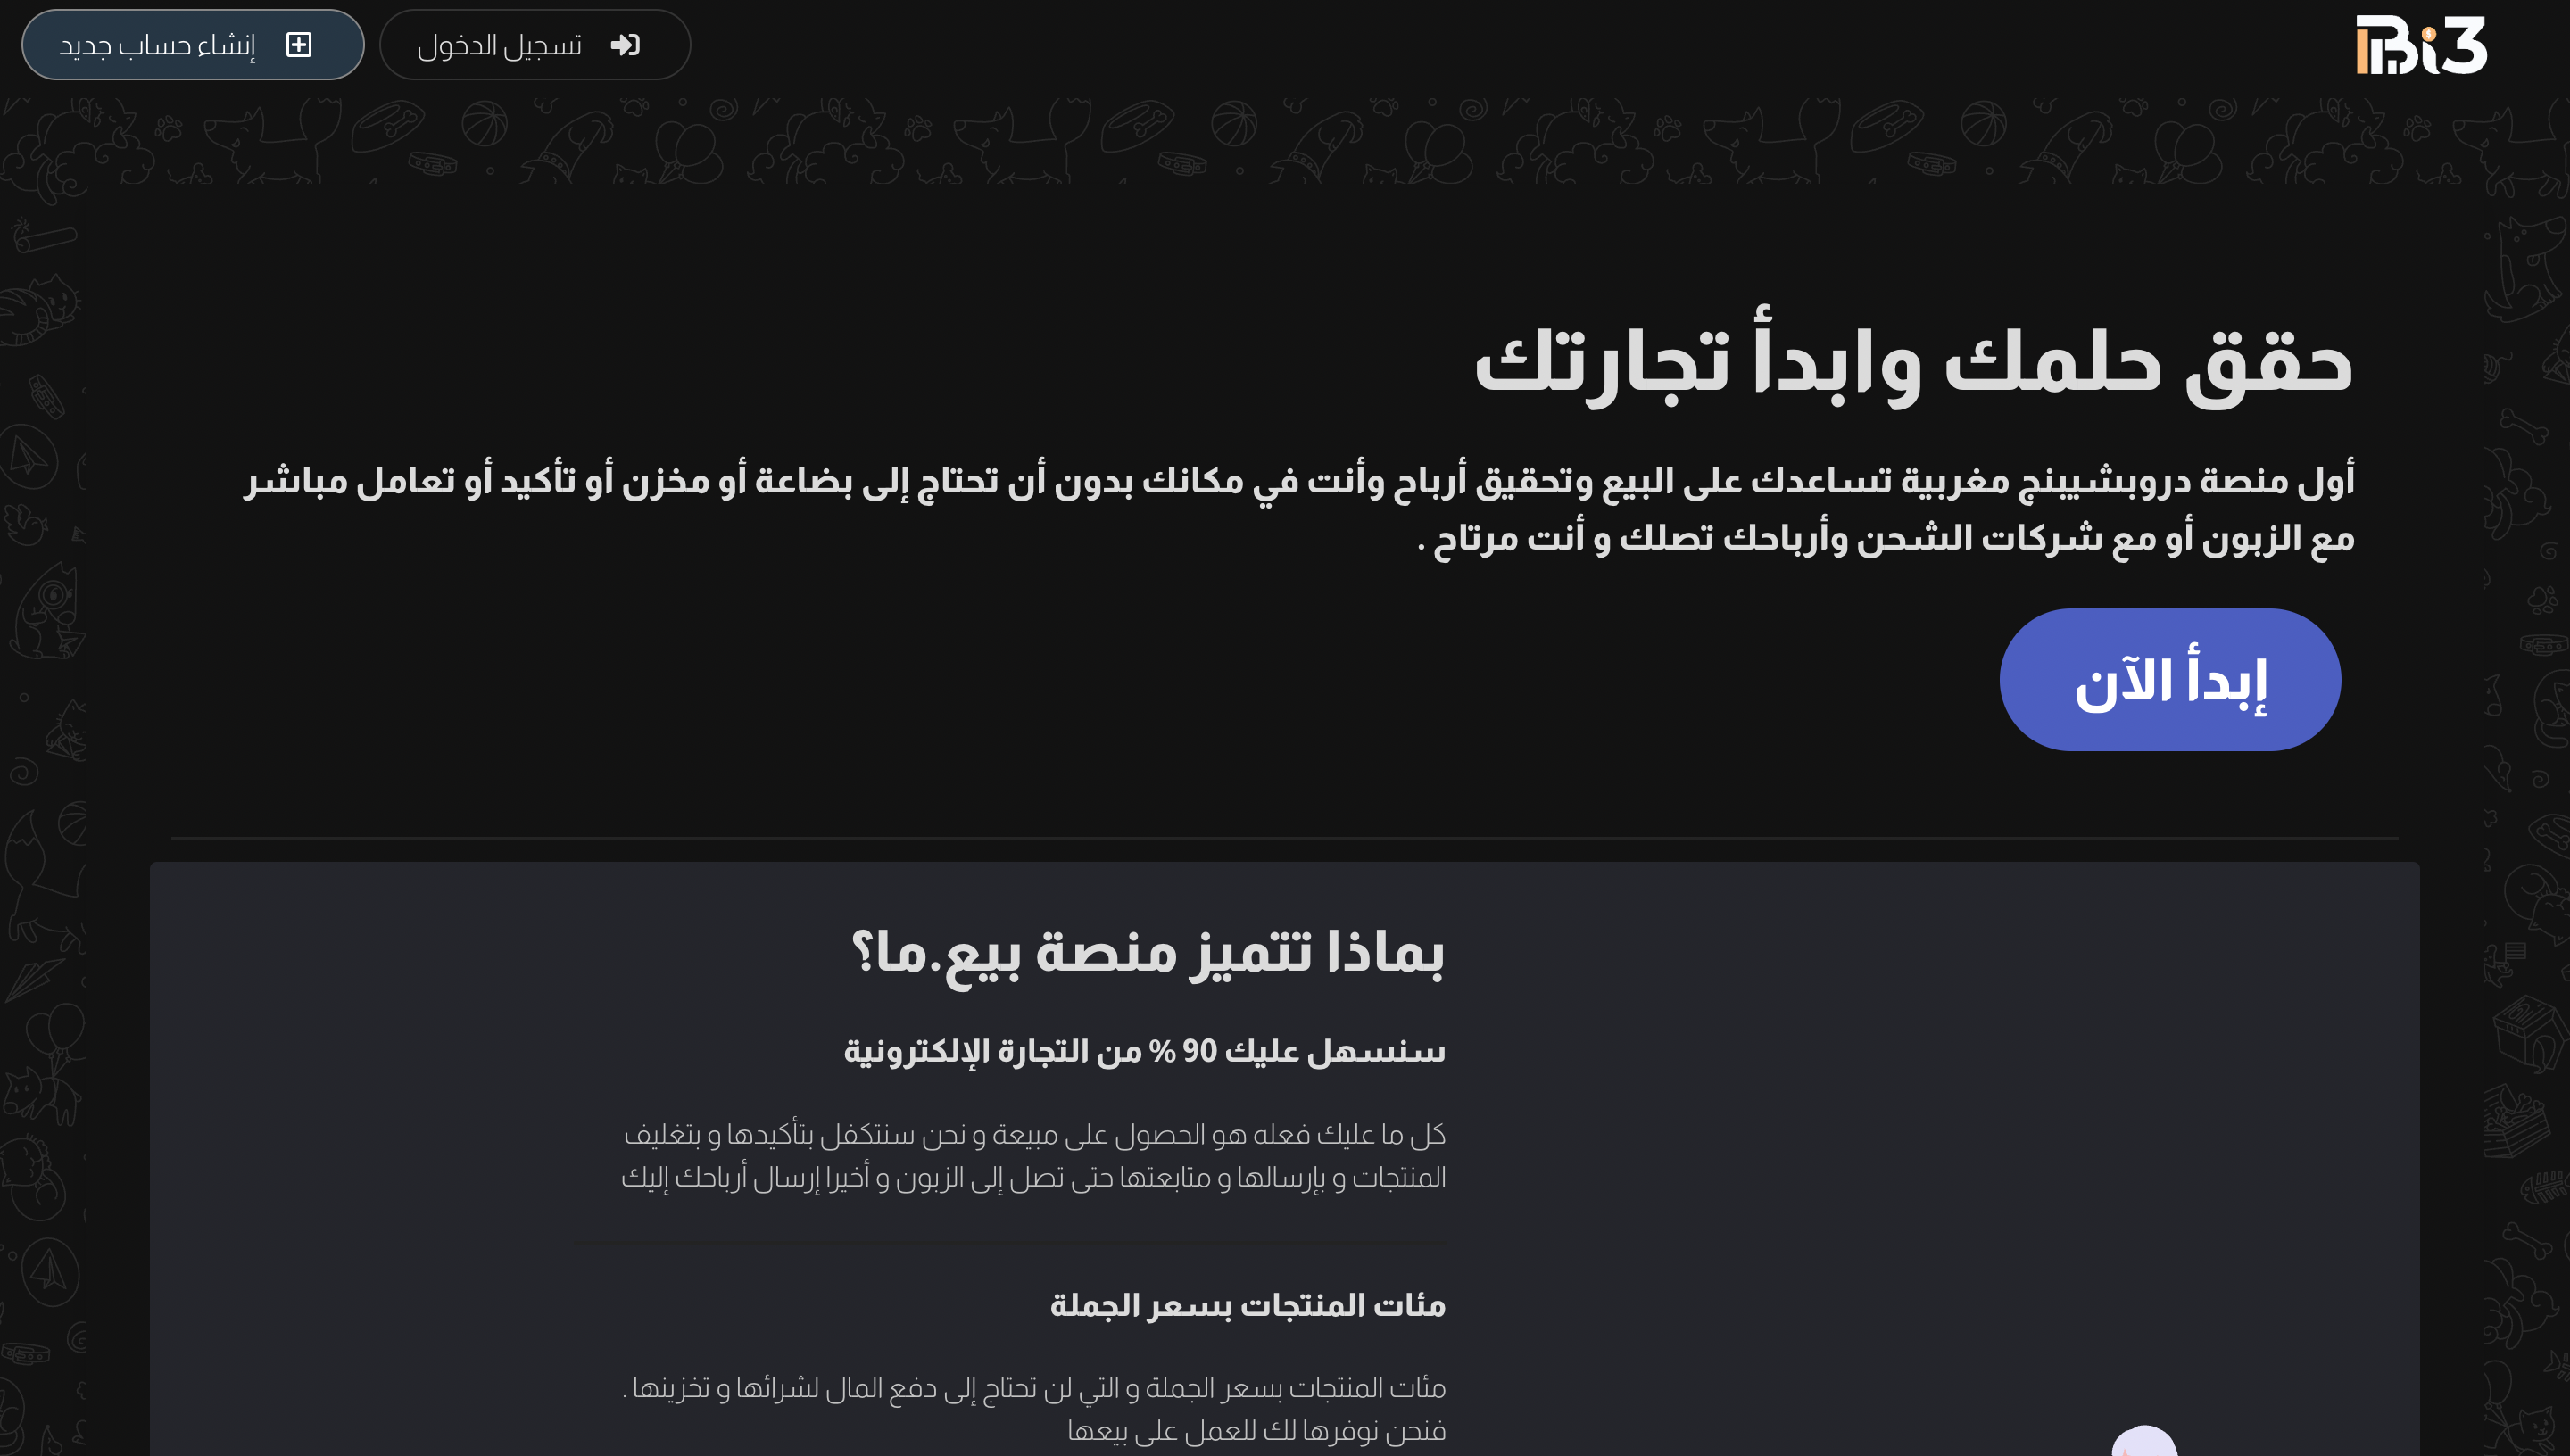 Bi3
تسجيل الدخول
إنشاء حساب جديد
حقق حلمك وابدأ تجارتك
أول منصة دروبشيبينج مغربية تساعدك على البيع وتحقيق أرباح وأنت في مكانك بدون أن تحتاج إلى بضاعة أو مخزن أو تأكيد أو تعامل مباشر
مع الزبون أو مع شركات الشحن وأرباحك تصلك و أنت مرتاح .
إبدأ الآن
بماذا تتميز منصة بيع.ما؟
سنسهل عليك 90 % من التجارة الإلكترونية
كل ما عليك فعله هو الحصول على مبيعة و نحن سنتكفل بتأكيدها و بتغليف
المنتجات و بإرسالها و متابعتها حتى تصل إلى الزبون و أخيرا إرسال أرباحك إليك
مئات المنتجات بسعر الجملة
مئات المنتجات بسعر الجملة و التي لن تحتاج إلى دفع المال لشرائها و تخزينها .
فنحن نوفرها لك للعمل على بيعها